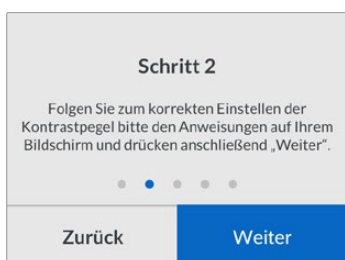 Schritt 2
Folgen Sie zum korrekten Einstellen der
Kontrastpegel bitte den Anweisungen auf Ihrem
Bildschirm und drücken anschließend „Weiter“.
Zurück
Weiter